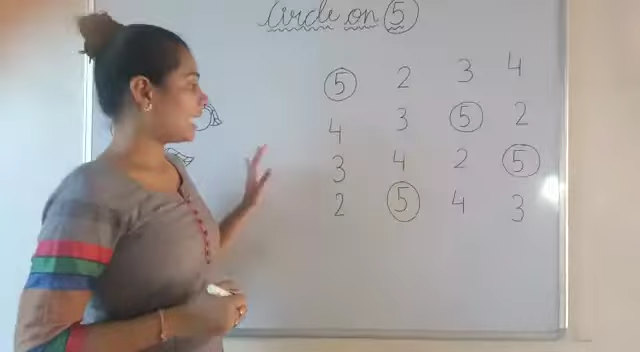 Circle on 5
5 2 3 4
4 3 5 2
3 4 2 5
2 5 4 3